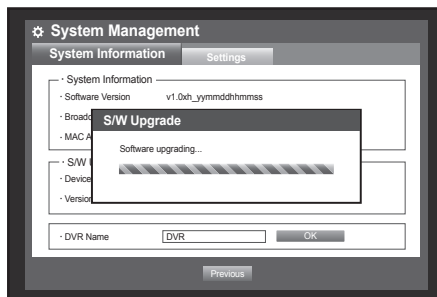 System Management
System Information Settings
· System Information
· Software Version v1.0xh_yymmddhhmmss
· Broadc
· MAC A
S/W Upgrade
Software upgrading...
· S/W U
· Device
· Version
· DVR Name DVR OK
Previous